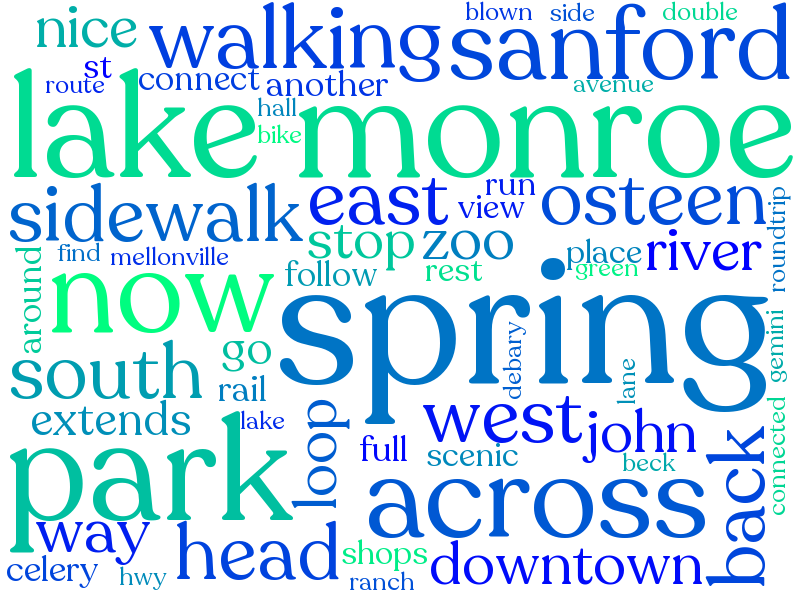 blown side double
nice walking sanford
st
route connect another avenue
lake hall monroe
bike
sidewalk east run view osteen roundtrip
around find mellonville stop zoo place river
now follow rest green
spring
south go debary gemini
rail lane
extends lake loop west john connected
park full scenic beck back
across
way head shops downtown
celery hwy ranch